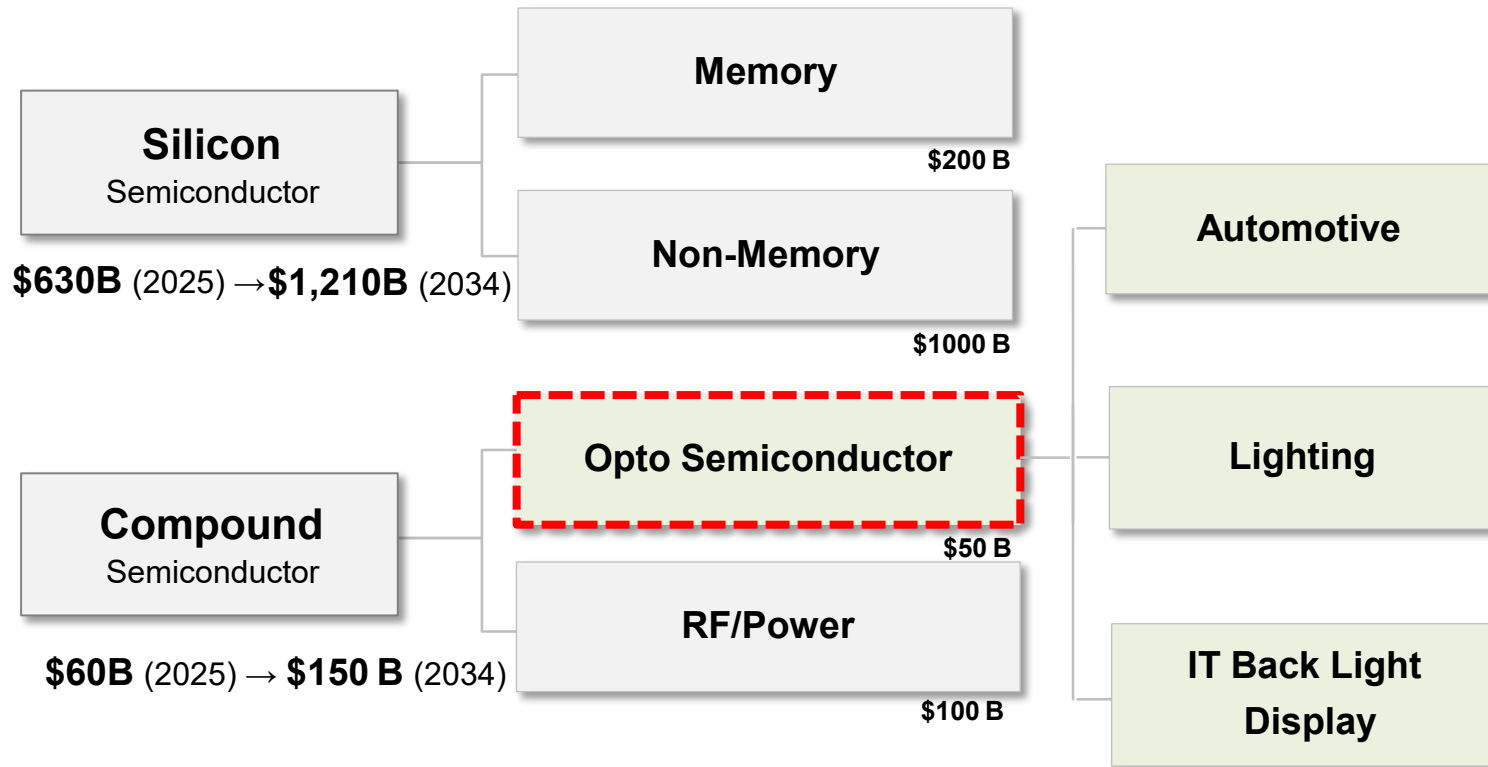 Silicon
Semiconductor
$630B (2025) →$1,210B (2034)
Memory
$200 B
Non-Memory
$1000 B
Compound
Semiconductor
$60B (2025) → $150 B (2034)
Opto Semiconductor
$50 B
RF/Power
$100 B
Automotive
Lighting
IT Back Light
Display